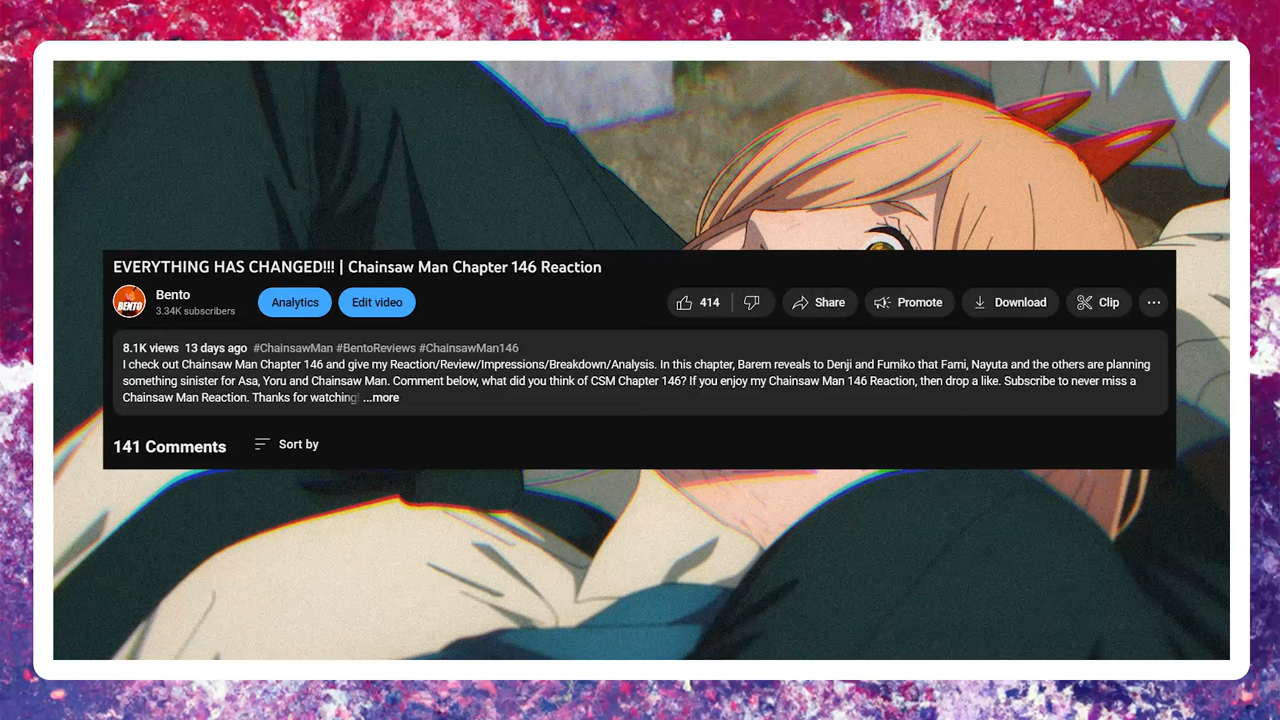 EVERYTHING HAS CHANGED!!! | Chainsaw Man Chapter 146 Reaction
BENTO
Bento
3.34K subscribers
Analytics
Edit video
414
Share
Promote
Download
Clip
8.1K views 13 days ago #ChainsawMan #BentoReviews #ChainsawMan146
I check out Chainsaw Man Chapter 146 and give my Reaction/Review/Impressions/Breakdown/Analysis. In this chapter, Barem reveals to Denji and Fumiko that Fami, Nayuta and the others are planning
something sinister for Asa, Yoru and Chainsaw Man. Comment below, what did you think of CSM Chapter 146? If you enjoy my Chainsaw Man 146 Reaction, then drop a like. Subscribe to never miss a
Chainsaw Man Reaction. Thanks for watching! ...more
141 Comments
Sort by